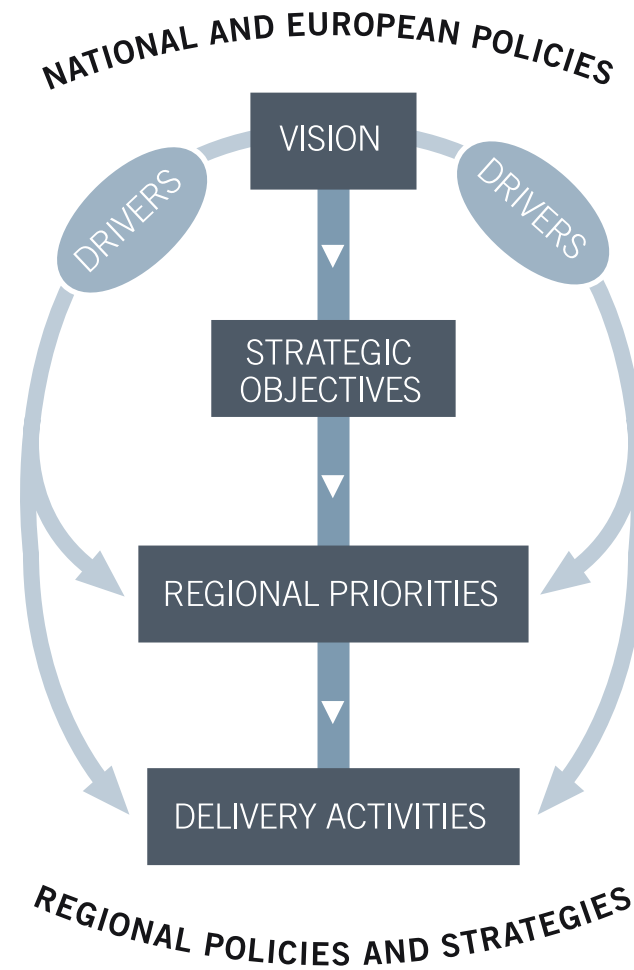 NATIONAL AND EUROPEAN POLICIES
VISION
DRIVERS
DRIVERS
STRATEGIC
OBJECTIVES
REGIONAL PRIORITIES
DELIVERY ACTIVITIES
REGIONAL POLICIES AND STRATEGIES